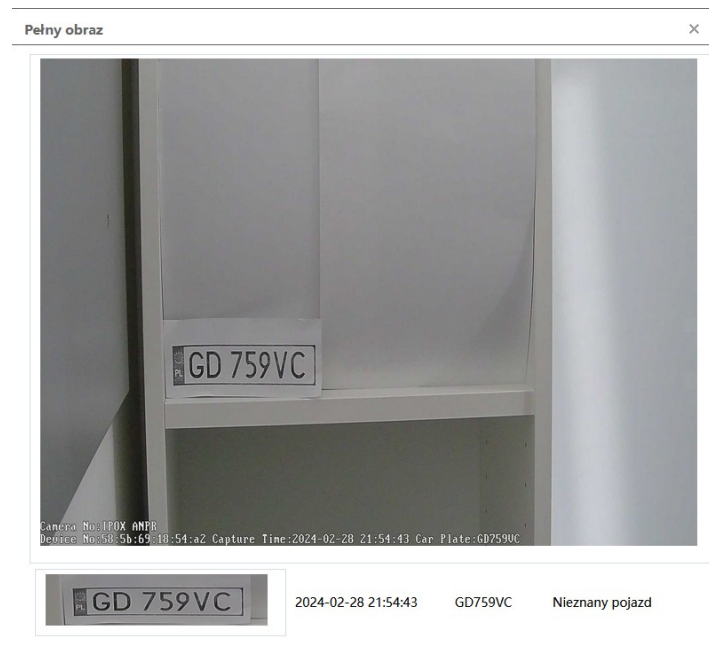 Pełny obraz ×
GD 759VC
PL
Camera No:IPOX ANPR
Device No:58:5b:69:18:54:a2 Capture Time:2024-02-28 21:54:43 Car Plate:GD759VC
GD 759VC
PL
2024-02-28 21:54:43 GD759VC Nieznany pojazd